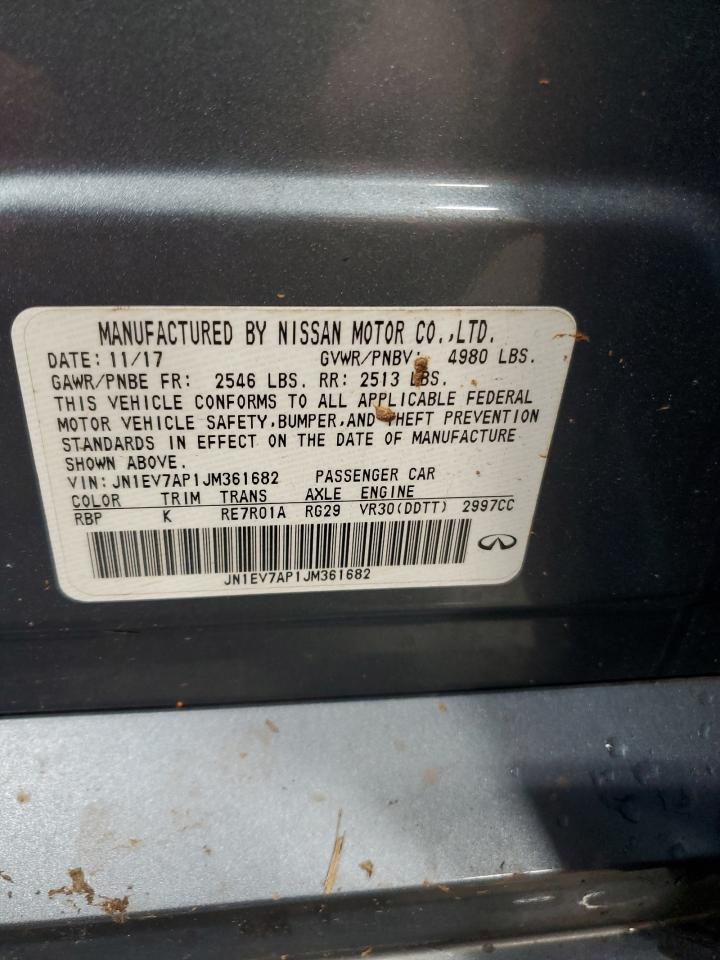 MANUFACTURED BY NISSAN MOTOR CO.,LTD.
DATE: 11/17 GVWR/PNBV: 4980 LBS.
GAWR/PNBE FR: 2546 LBS. RR: 2513 LBS.
THIS VEHICLE CONFORMS TO ALL APPLICABLE FEDERAL
MOTOR VEHICLE SAFETY,BUMPER,AND THEFT PREVENTION
STANDARDS IN EFFECT ON THE DATE OF MANUFACTURE
SHOWN ABOVE.
VIN: JN1EV7AP1JM361682 PASSENGER CAR
COLOR TRIM TRANS AXLE ENGINE
RBP K RE7R01A RG29 VR30(DDTT) 2997CC
JN1EV7AP1JM361682